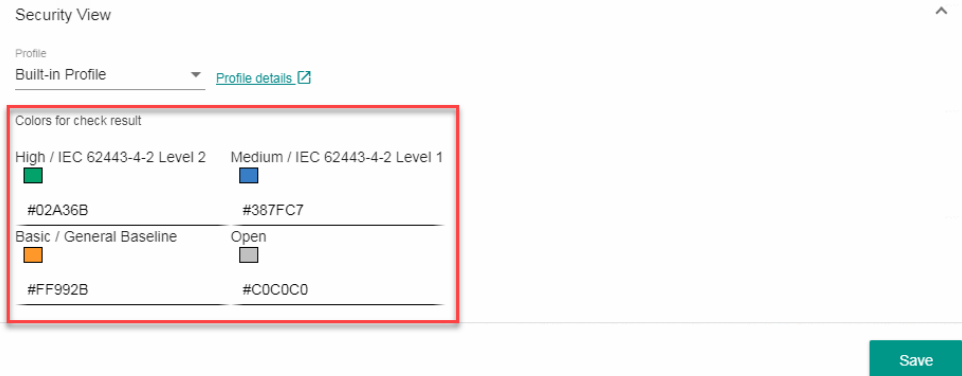 Security View
Profile
Built-in Profile
Profile details
Colors for check result
High / IEC 62443-4-2 Level 2 Medium / IEC 62443-4-2 Level 1
#02A36B #387FC7
Basic / General Baseline Open
#FF992B #C0C0C0
Save